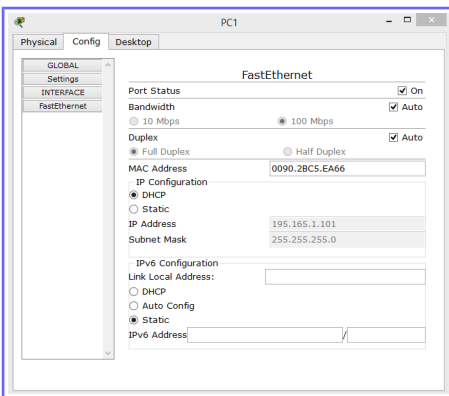 PC1
Physical Config Desktop
GLOBAL
Settings
INTERFACE
FastEthernet
FastEthernet
Port Status On
Bandwidth Auto
10 Mbps 100 Mbps
Duplex Auto
Full Duplex Half Duplex
MAC Address 0090.2BC5.EA66
IP Configuration
DHCP
Static
IP Address 195.165.1.101
Subnet Mask 255.255.255.0
IPv6 Configuration
Link Local Address:
DHCP
Auto Config
Static
IPv6 Address /